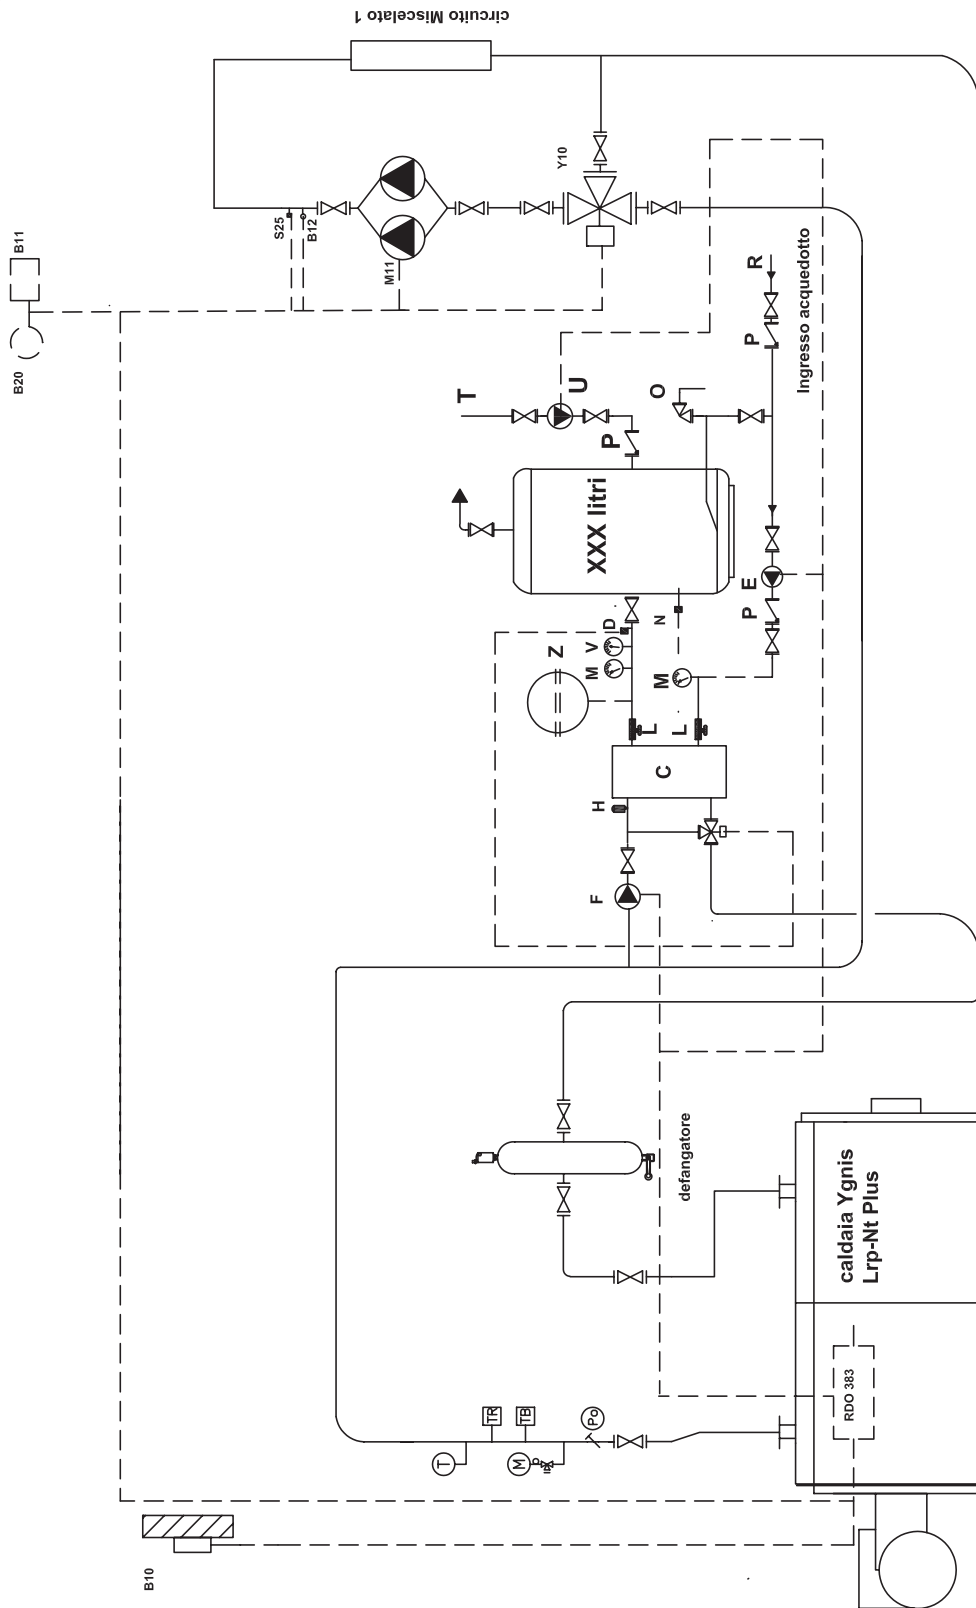 circuito Miscelato 1
B11
B20
S25
B12
M11
Y10
T
U
P
R
P
Ingresso acquedotto
O
XXX litri
D
V
M
Z
N
E
P
M
L
L
C
H
F
defangatore
caldaia Ygnis
Lrp-Nt Plus
RDO 383
TR
TB
T
M
Po
B10